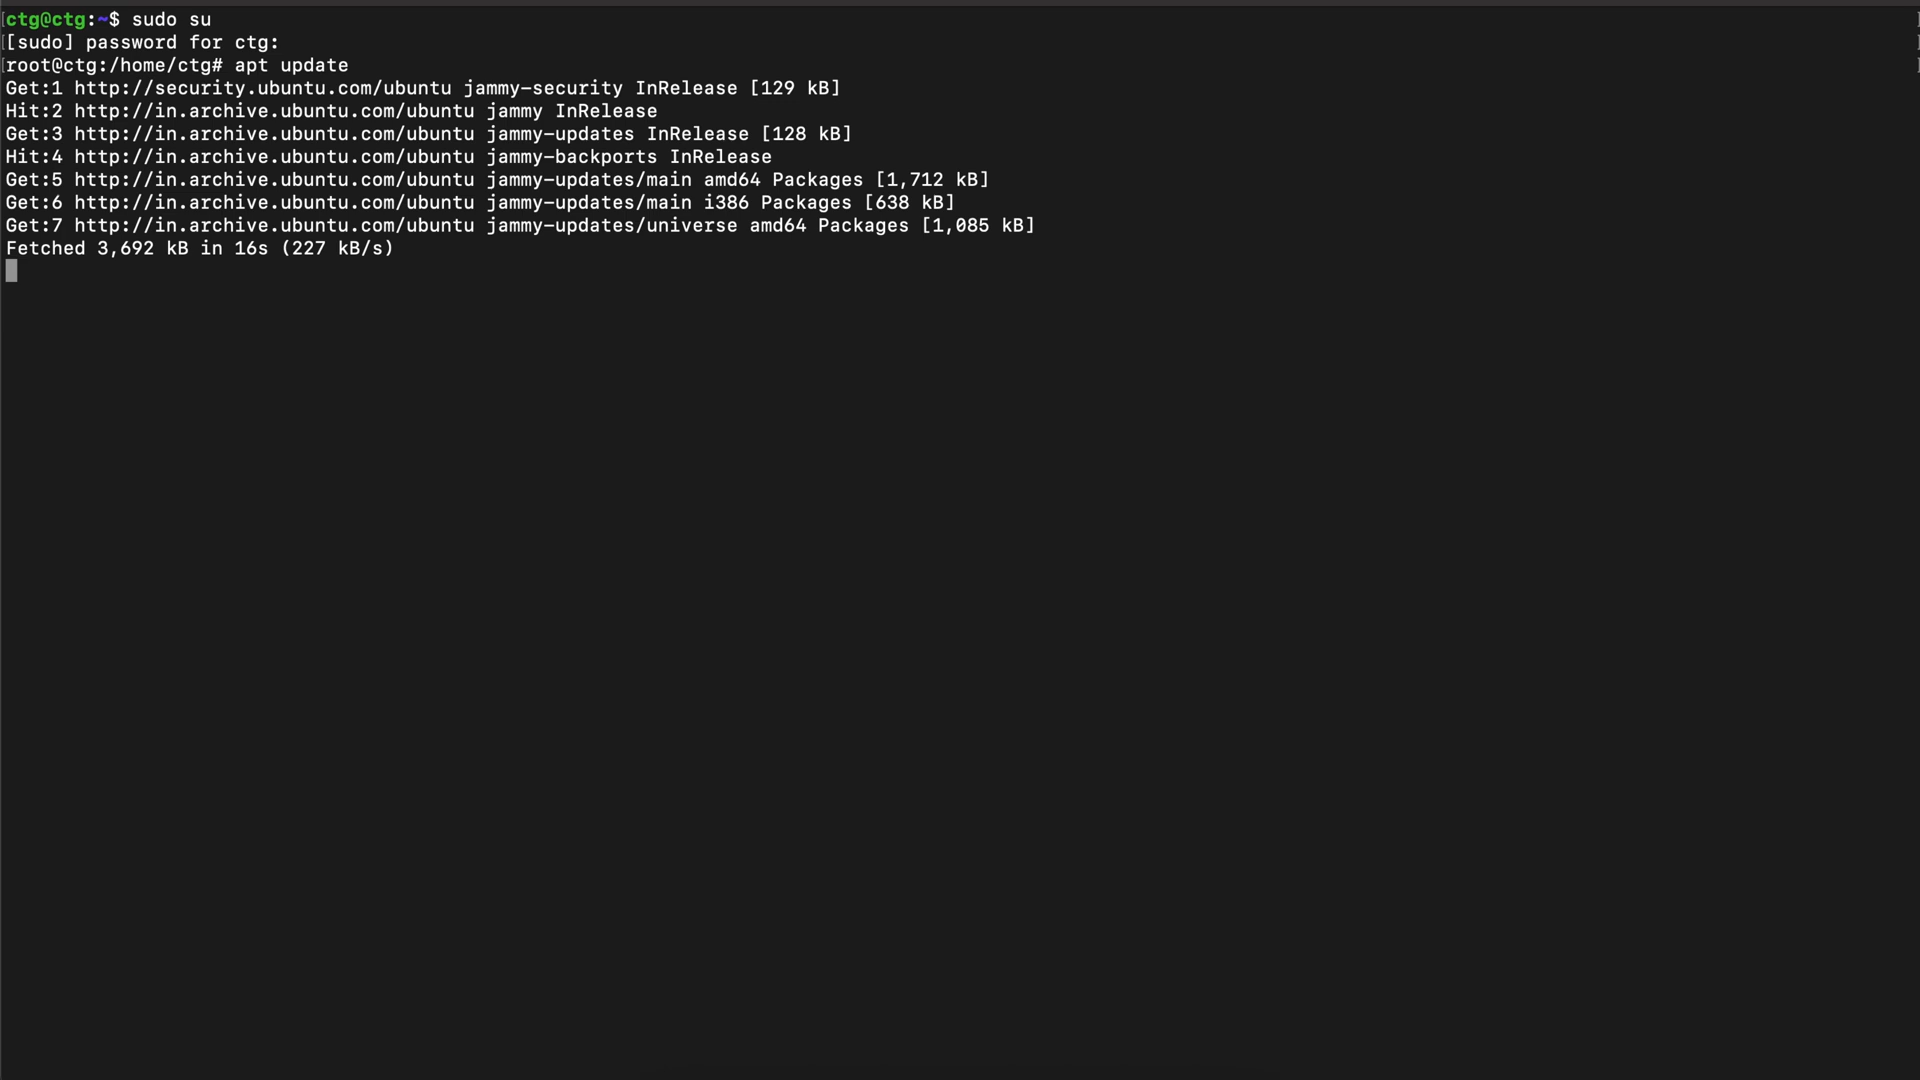 ctg@ctg:~$ sudo su
[sudo] password for ctg:
root@ctg:/home/ctg# apt update
Get:1 http://security.ubuntu.com/ubuntu jammy-security InRelease [129 kB]
Hit:2 http://in.archive.ubuntu.com/ubuntu jammy InRelease
Get:3 http://in.archive.ubuntu.com/ubuntu jammy-updates InRelease [128 kB]
Hit:4 http://in.archive.ubuntu.com/ubuntu jammy-backports InRelease
Get:5 http://in.archive.ubuntu.com/ubuntu jammy-updates/main amd64 Packages [1,712 kB]
Get:6 http://in.archive.ubuntu.com/ubuntu jammy-updates/main i386 Packages [638 kB]
Get:7 http://in.archive.ubuntu.com/ubuntu jammy-updates/universe amd64 Packages [1,085 kB]
Fetched 3,692 kB in 16s (227 kB/s)